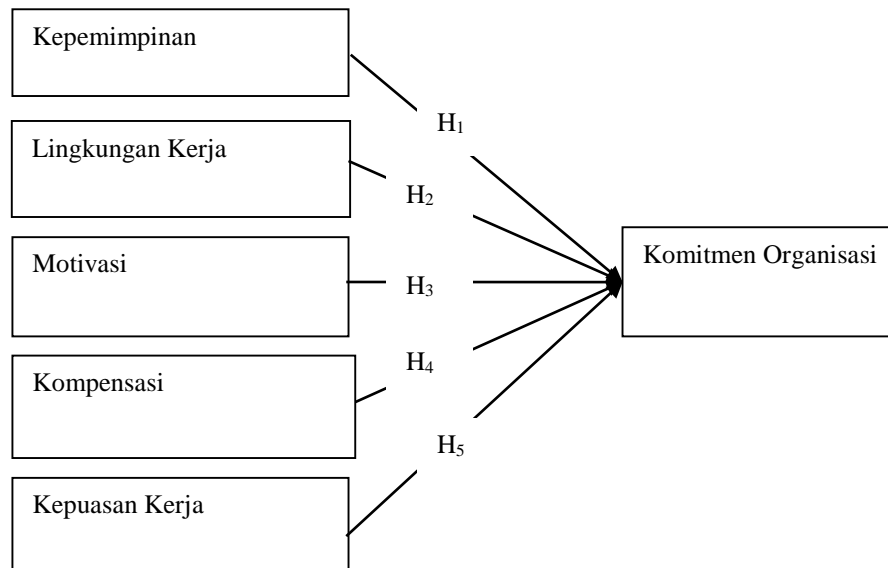 Kepemimpinan
H₁
Lingkungan Kerja
H₂
Motivasi
H₃
Komitmen Organisasi
Kompensasi
H₄
Kepuasan Kerja
H₅